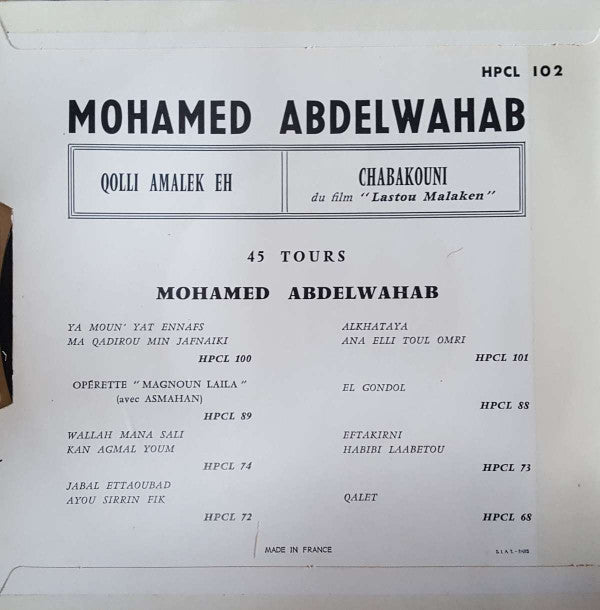 HPCL 102
MOHAMED ABDELWAHAB
QOLLI AMALEK EH
CHABAKOUNI
du film "Lastou Malaken"
45 TOURS
MOHAMED ABDELWAHAB
YA MOUN' YAT ENNAFS
MA QADIROU MIN JAFNAIKI
HPCL 100
ALKHATAYA
ANA ELLI TOUL OMRI
HPCL 101
OPÉRETTE "MAGNOUN LAILA"
(avec ASMAHAN)
HPCL 89
EL GONDOL
HPCL 88
WALLAH MANA SALI
KAN AGMAL YOUM
HPCL 74
EFTAKIRNI
HABIBI LAABETOU
HPCL 73
JABAL ETTAOUBAD
AYOU SIRRIN FIK
HPCL 72
QALET
HPCL 68
MADE IN FRANCE